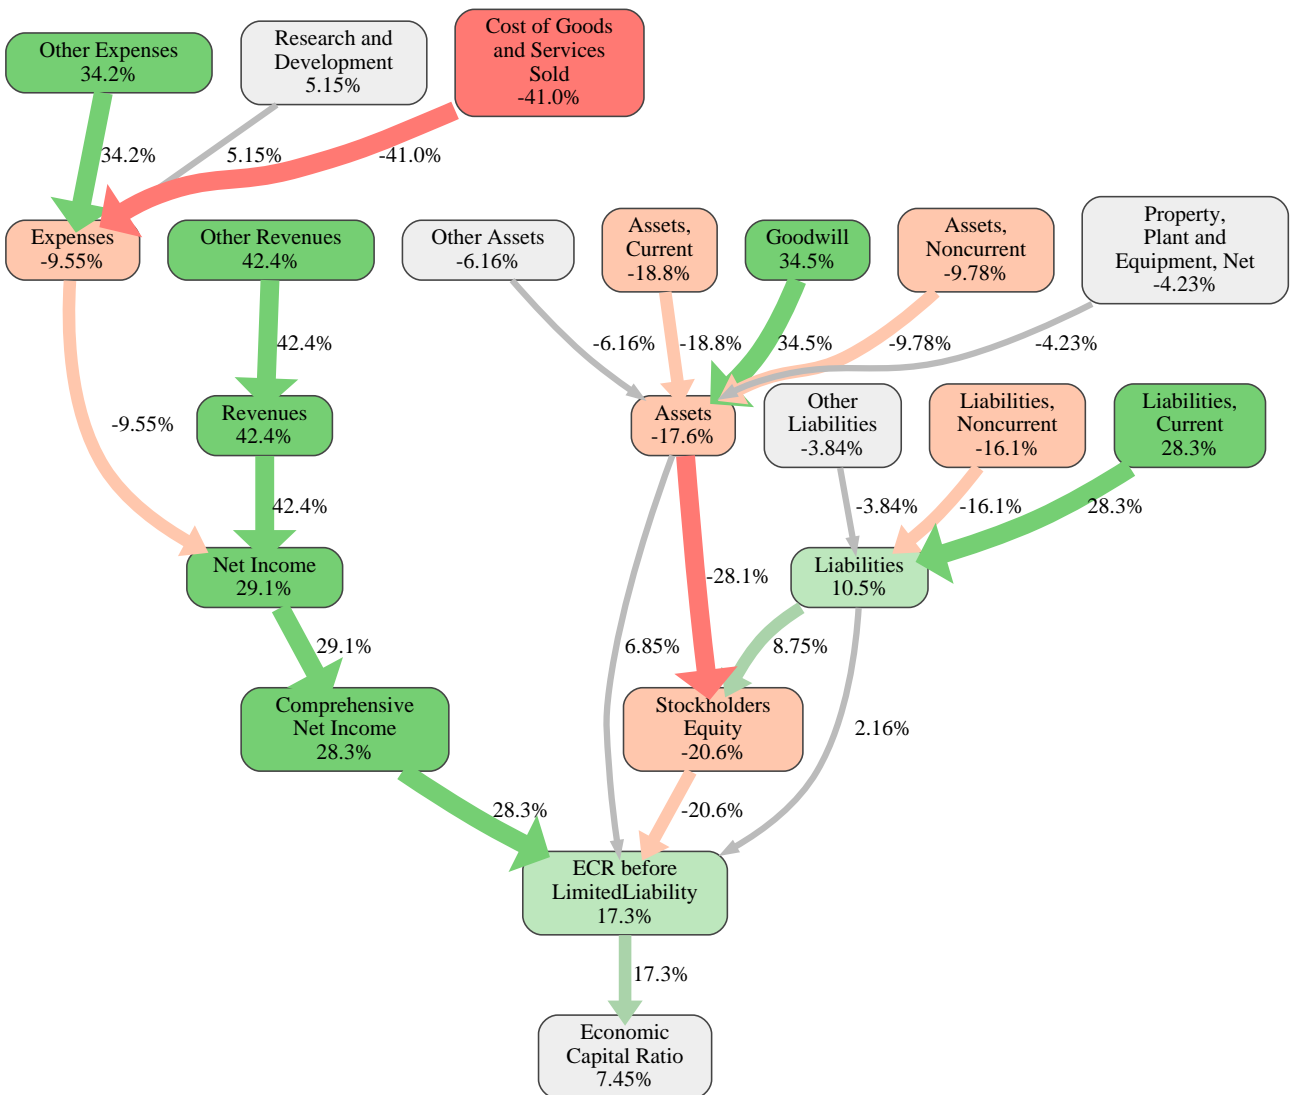 Other Expenses
34.2%
Research and
Development
5.15%
Cost of Goods
and Services
Sold
-41.0%
34.2%
5.15%
-41.0%
Expenses
-9.55%
Other Revenues
42.4%
Other Assets
-6.16%
Assets,
Current
-18.8%
Goodwill
34.5%
Assets,
Noncurrent
-9.78%
Property,
Plant and
Equipment, Net
-4.23%
42.4%
-6.16%
-18.8%
34.5%
-9.78%
-4.23%
-9.55%
Revenues
42.4%
Assets
-17.6%
Other
Liabilities
-3.84%
Liabilities,
Noncurrent
-16.1%
Liabilities,
Current
28.3%
42.4%
-3.84%
-16.1%
28.3%
Net Income
29.1%
-28.1%
Liabilities
10.5%
29.1%
6.85%
8.75%
Comprehensive
Net Income
28.3%
Stockholders
Equity
-20.6%
2.16%
28.3%
-20.6%
ECR before
LimitedLiability
17.3%
17.3%
Economic
Capital Ratio
7.45%